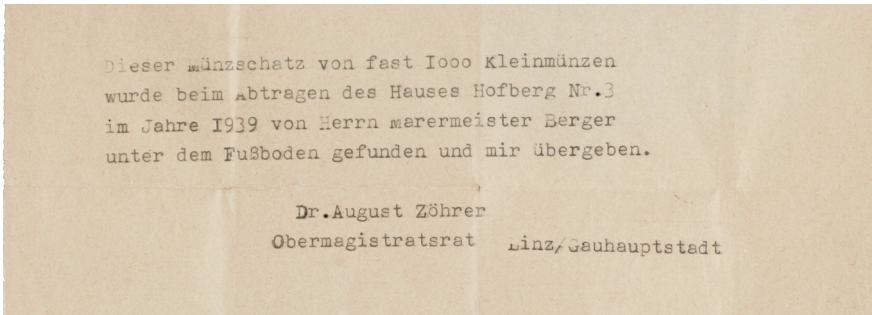 Dieser Münzschatz von fast Iooo Kleinmünzen
wurde beim Abtragen des Hauses Hofberg Nr.3
im Jahre I939 von Herrn Marermeister Berger
unter dem Fußboden gefunden und mir übergeben.
Dr.August Zöhrer
Obermagistratsrat Linz/Gauhauptstadt